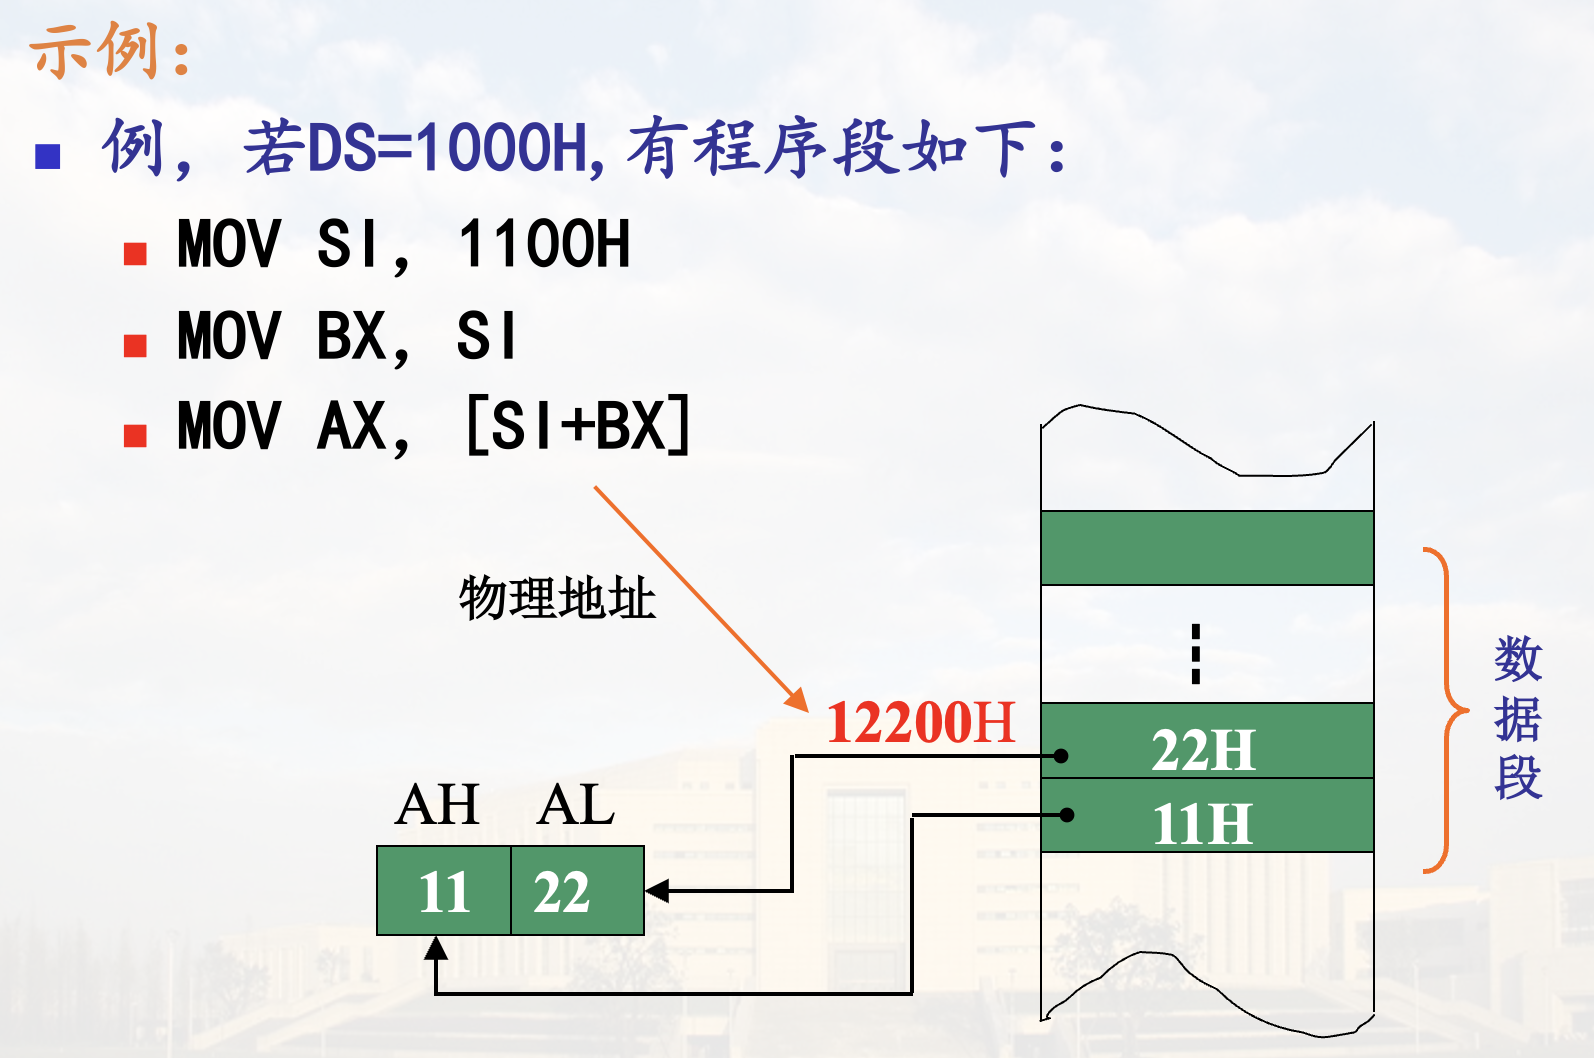 示例：
例，若DS=1000H,有程序段如下：
MOV SI, 1100H
MOV BX, SI
MOV AX, [SI+BX]
物理地址
12200H
22H
11H
数据段
AH AL
11 22